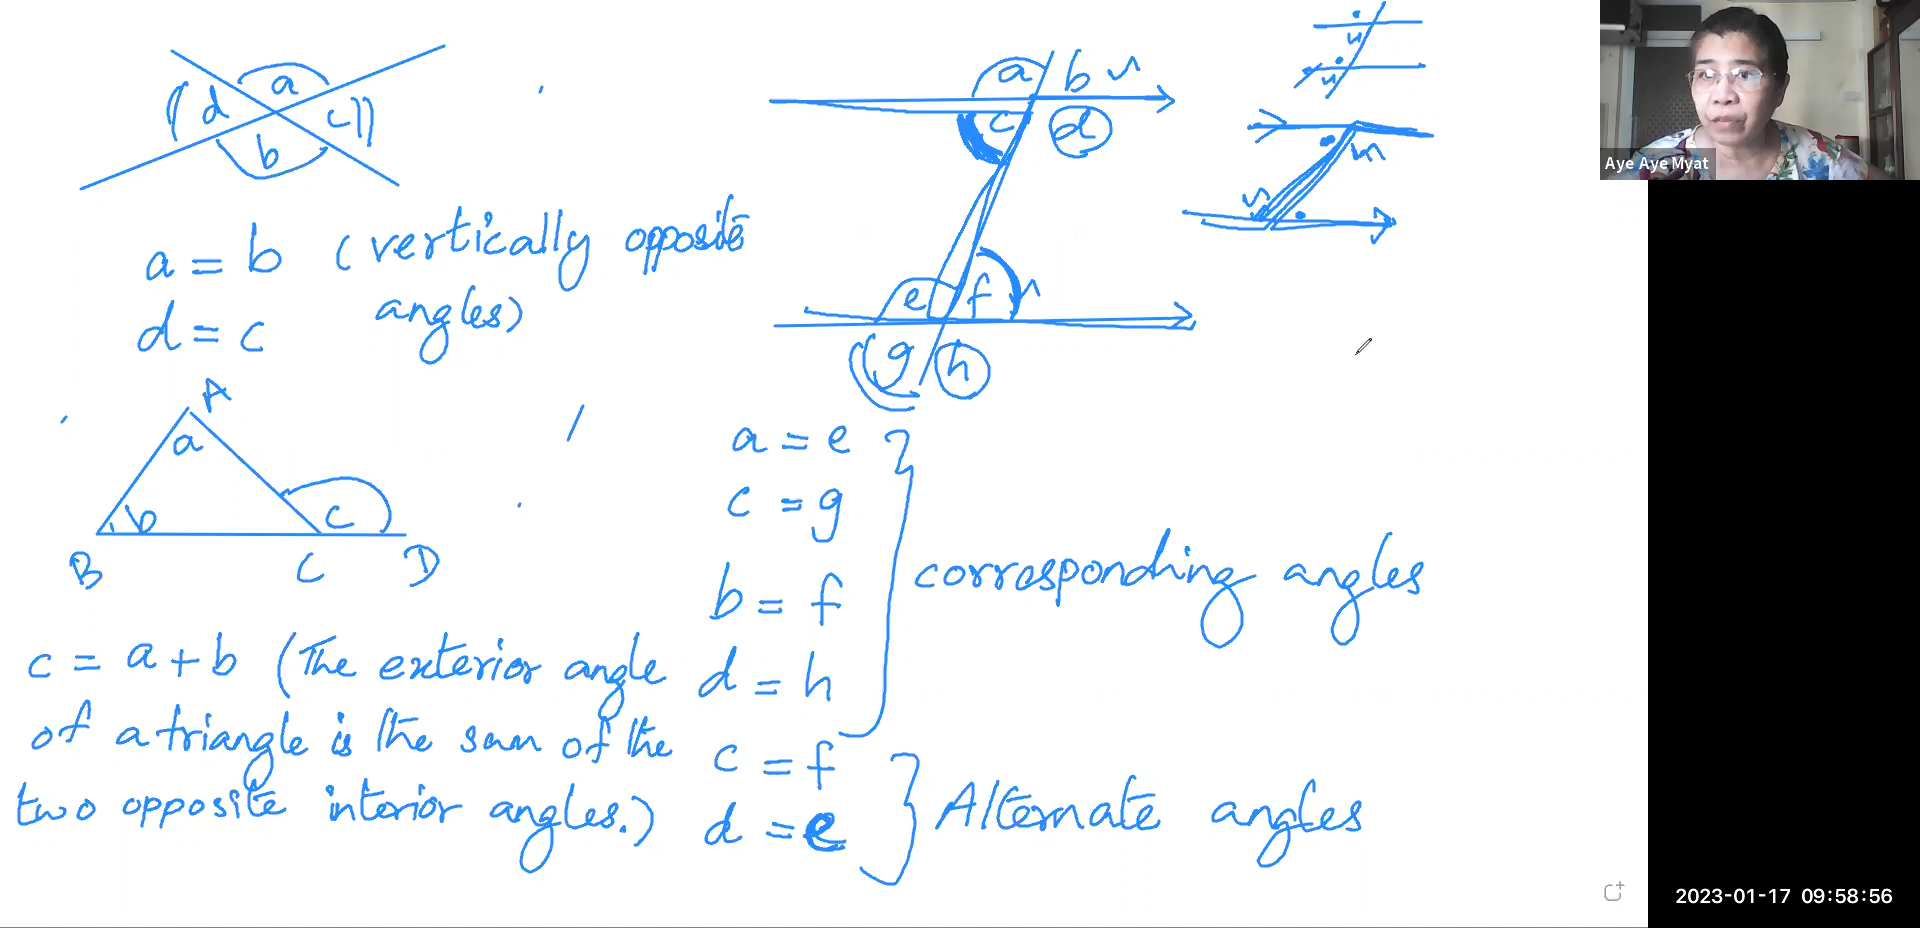 a
d
c
b
a = b (vertically opposite
d = c angles)
A
a
b
c
B
C
D
c = a + b (The exterior angle
of a triangle is the sum of the
two opposite interior angles.)
a
b
c
d
e
f
g
h
a = e
c = g
b = f
d = h
corresponding angles
c = f
d = e
Alternate angles
Aye Aye Myat
2023-01-17 09:58:56